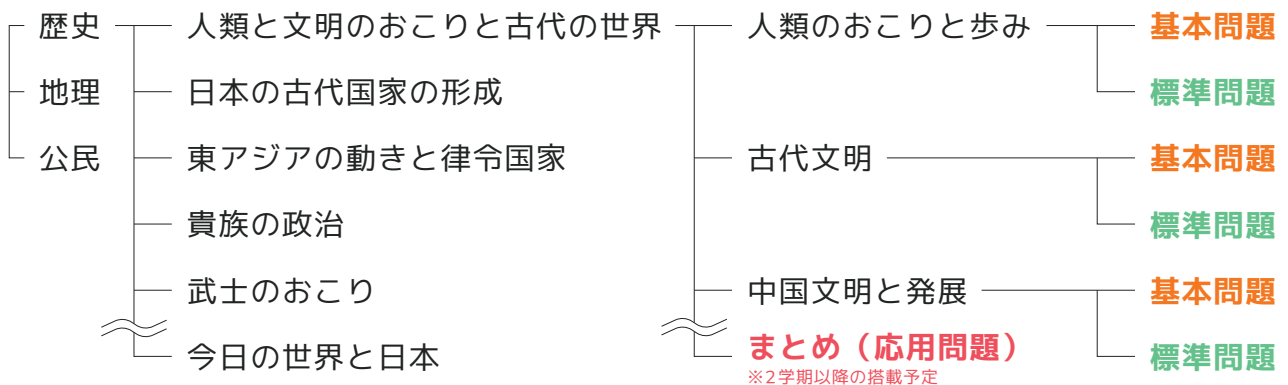 歴史 人類と文明のおこりと古代の世界 人類のおこりと歩み 基本問題
地理 日本の古代国家の形成 標準問題
公民 東アジアの動きと律令国家 古代文明 基本問題
貴族の政治 標準問題
武士のおこり 中国文明と発展 基本問題
今日の世界と日本 まとめ（応用問題） 標準問題
※2学期以降の搭載予定